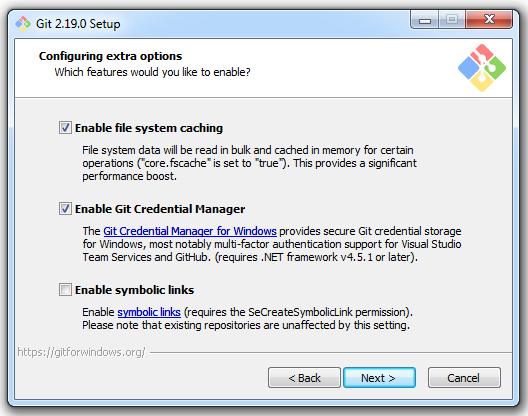 Git 2.19.0 Setup
Configuring extra options
Which features would you like to enable?
Enable file system caching
File system data will be read in bulk and cached in memory for certain
operations ("core.fscache" is set to "true"). This provides a significant
performance boost.
Enable Git Credential Manager
The Git Credential Manager for Windows provides secure Git credential storage
for Windows, most notably multi-factor authentication support for Visual Studio
Team Services and GitHub. (requires .NET framework v4.5.1 or later).
Enable symbolic links
Enable symbolic links (requires the SeCreateSymbolicLink permission).
Please note that existing repositories are unaffected by this setting.
https://gitforwindows.org/
< Back
Next >
Cancel